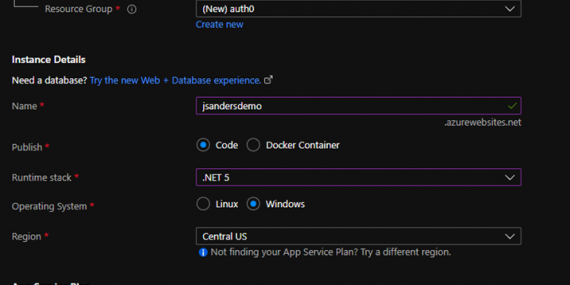 Resource Group *
(New) auth0
Create new
Instance Details
Need a database? Try the new Web + Database experience.
Name *
jsandersdemo
.azurewebsites.net
Publish *
Code
Docker Container
Runtime stack *
.NET 5
Operating System *
Linux
Windows
Region *
Central US
Not finding your App Service Plan? Try a different region.